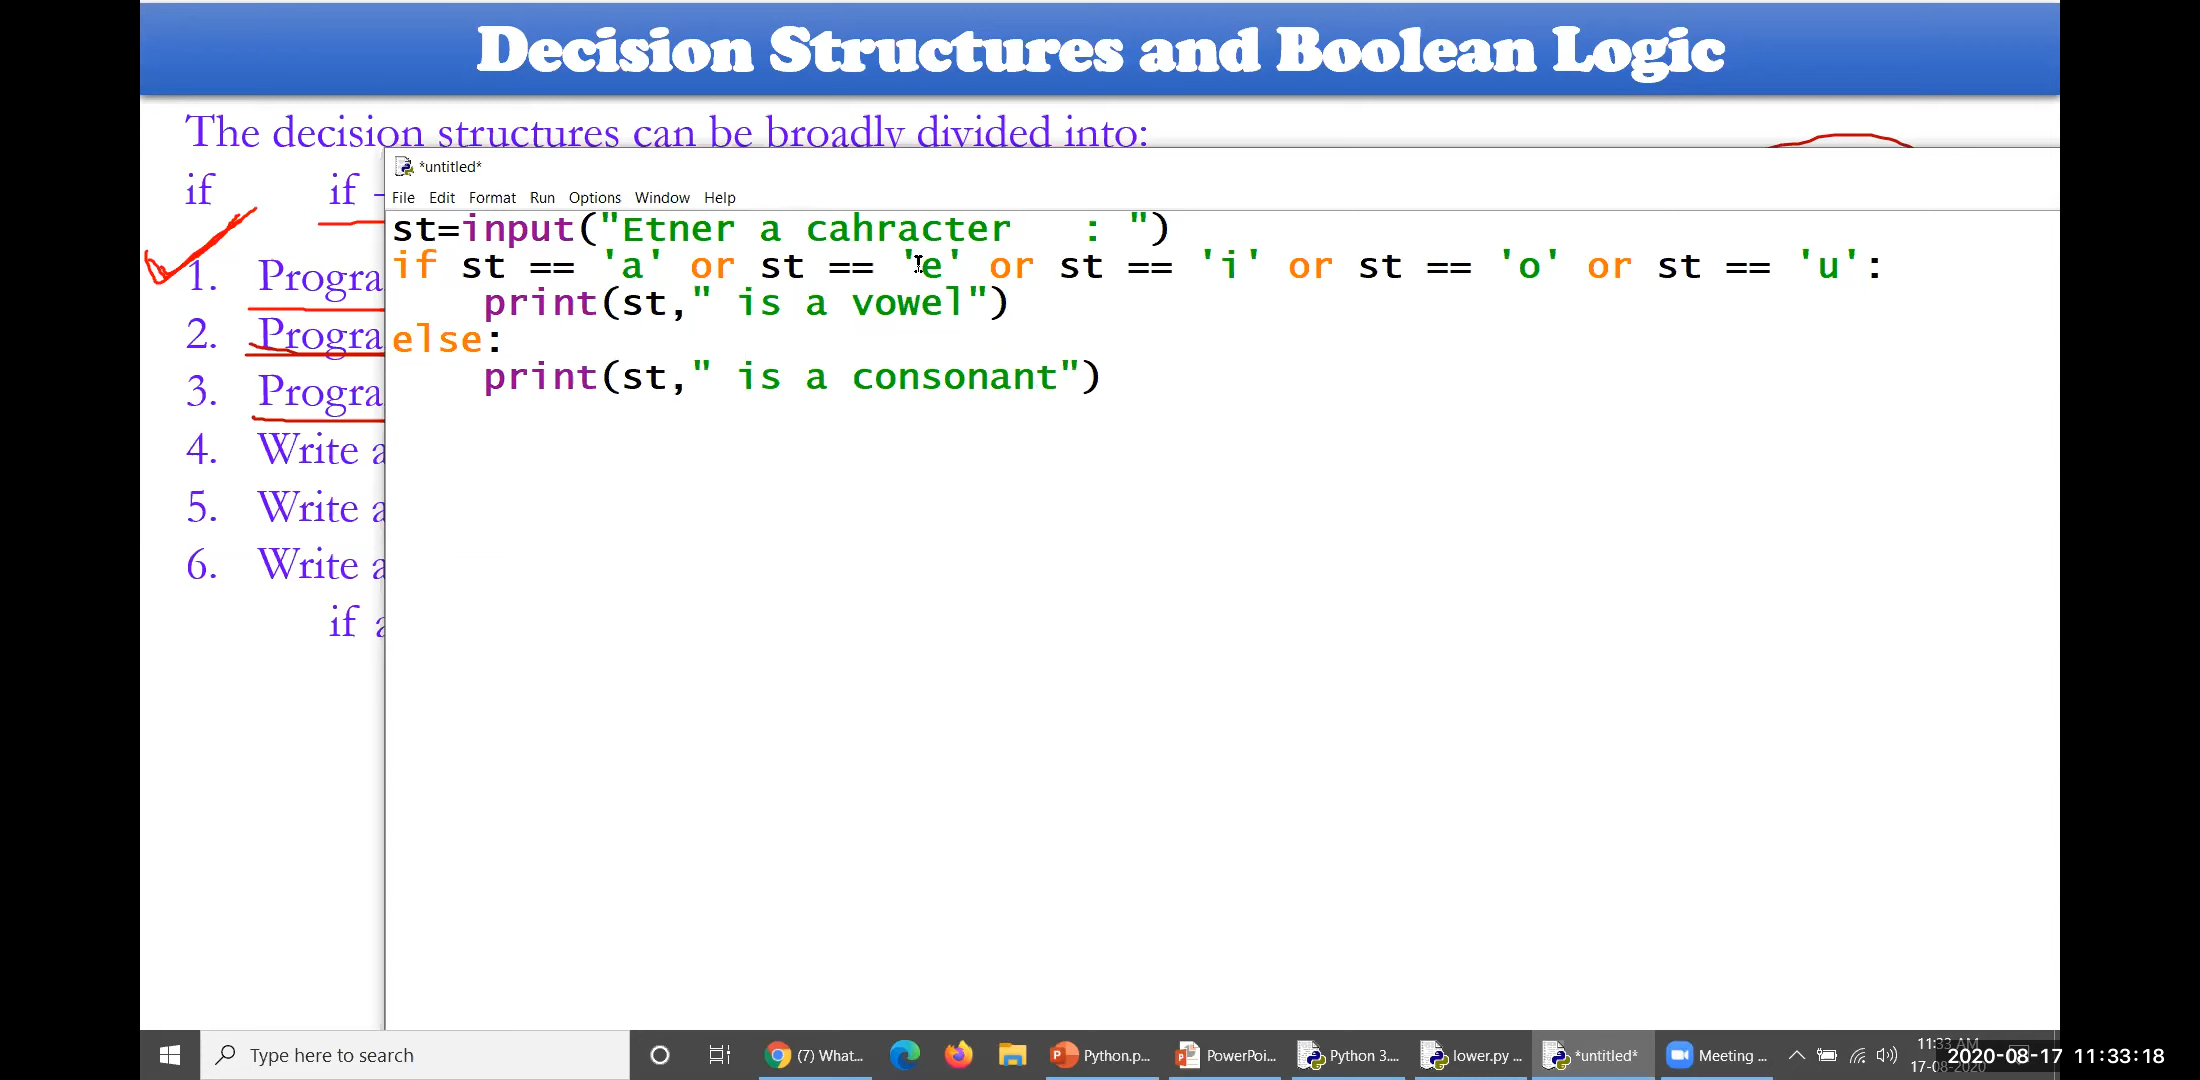 Decision Structures and Boolean Logic
The decision structures can be broadly divided into:
if if -
1. Progra
2. Progra
3. Progra
4. Write a
5. Write a
6. Write a
if a
*untitled*
File Edit Format Run Options Window Help
st=input("Etner a cahracter   : ")
if st == 'a' or st == 'e' or st == 'i' or st == 'o' or st == 'u':
    print(st," is a vowel")
else:
    print(st," is a consonant")
Type here to search
(7) What...
Python.p...
PowerPoi...
Python 3....
lower.py ...
*untitled*
Meeting ...
11:33 AM
17-08-2020
2020-08-17 11:33:18